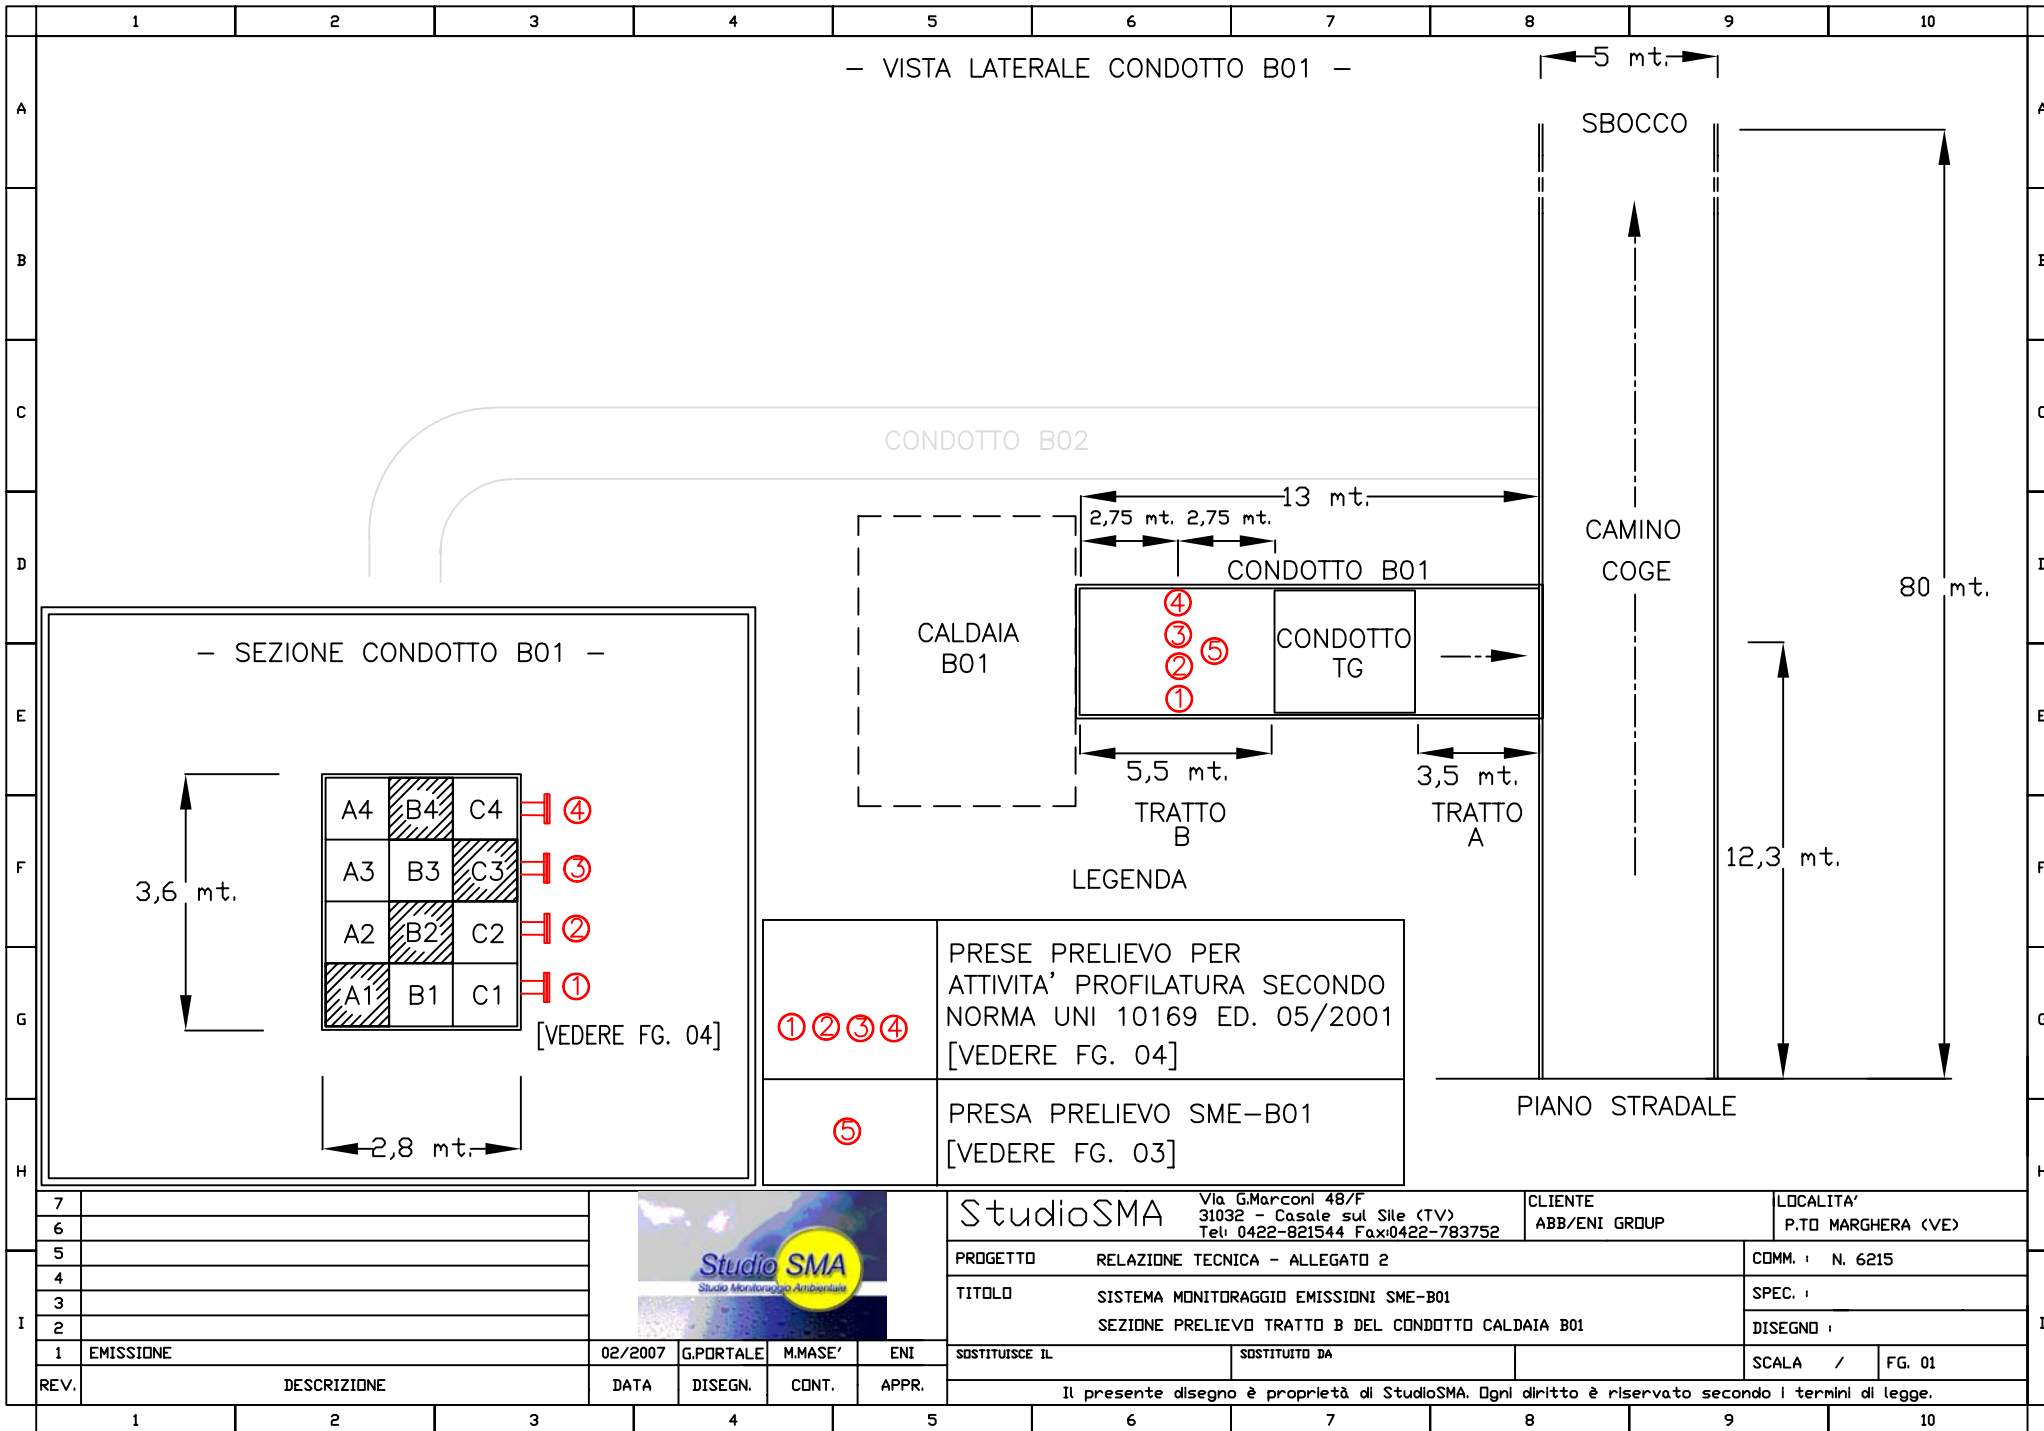 1 2 3 4 5 6 7 8 9 10
- VISTA LATERALE CONDOTTO B01 -
5 mt.
SBOCCO
A
B
C
D
E
F
G
H
I
CONDOTTO B02
13 mt.
2,75 mt. 2,75 mt.
CONDOTTO B01
CAMINO
COGE
80 mt.
CALDAIA
B01
4
3
2
1
5
CONDOTTO
TG
5,5 mt.
TRATTO
B
3,5 mt.
TRATTO
A
12,3 mt.
PIANO STRADALE
- SEZIONE CONDOTTO B01 -
A4 B4 C4 4
A3 B3 C3 3
A2 B2 C2 2
A1 B1 C1 1
3,6 mt.
[VEDERE FG. 04]
2,8 mt.
LEGENDA
1 2 3 4
PRESE PRELIEVO PER
ATTIVITA' PROFILATURA SECONDO
NORMA UNI 10169 ED. 05/2001
[VEDERE FG. 04]
5
PRESA PRELIEVO SME-B01
[VEDERE FG. 03]
7
6
5
4
3
2
1 EMISSIONE 02/2007 G.PORTALE M.MASE' ENI
REV. DESCRIZIONE DATA DISEGN. CONT. APPR.
Studio SMA
Studio Monitoraggio Ambientale
StudioSMA
Via G.Marconi 48/F
31032 - Casale sul Sile (TV)
Tel: 0422-821544 Fax:0422-783752
CLIENTE
ABB/ENI GROUP
LOCALITA'
P.TO MARGHERA (VE)
PROGETTO RELAZIONE TECNICA - ALLEGATO 2
COMM. : N. 6215
TITOLO SISTEMA MONITORAGGIO EMISSIONI SME-B01
SEZIONE PRELIEVO TRATTO B DEL CONDOTTO CALDAIA B01
SPEC. :
DISEGNO :
SOSTITUISCE IL SOSTITUITO DA
SCALA / FG. 01
Il presente disegno è proprietà di StudioSMA. Ogni diritto è riservato secondo i termini di legge.
1 2 3 4 5 6 7 8 9 10
A
B
C
D
E
F
G
H
I